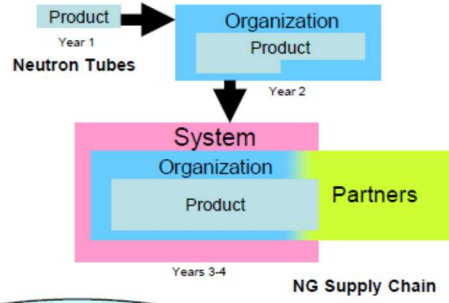 Product
Year 1
Neutron Tubes
Organization
Product
Year 2
System
Organization
Product
Partners
Years 3-4
NG Supply Chain